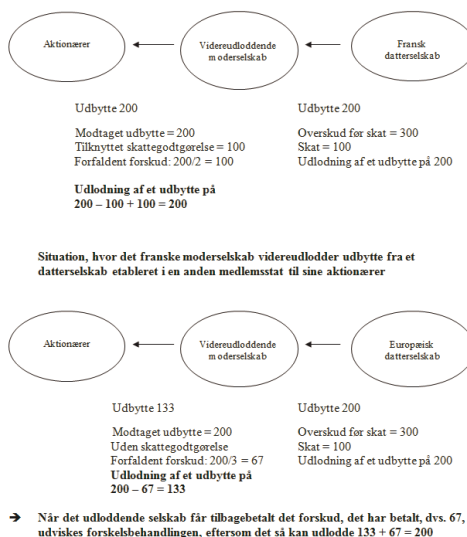 Aktionærer
Videreudloddende
moderselskab
Fransk
datterselskab
Udbytte 200
Modtaget udbytte = 200
Tilknyttet skattegodtgørelse = 100
Forfaldent forskud: 200/2 = 100
Udlodning af et udbytte på
200 – 100 + 100 = 200
Udbytte 200
Overskud før skat = 300
Skat = 100
Udlodning af et udbytte på 200
Situation, hvor det franske moderselskab videreudlodder udbytte fra et
datterselskab etableret i en anden medlemsstat til sine aktionærer
Aktionærer
Videreudloddende
moderselskab
Europæisk
datterselskab
Udbytte 133
Modtaget udbytte = 200
Uden skattegodtgørelse
Forfaldent forskud: 200/3 = 67
Udlodning af et udbytte på
200 – 67 = 133
Udbytte 200
Overskud før skat = 300
Skat = 100
Udlodning af et udbytte på 200
➔ Når det udloddende selskab får tilbagebetalt det forskud, det har betalt, dvs. 67,
udviskes forskelsbehandlingen, eftersom det så kan udlodde 133 + 67 = 200